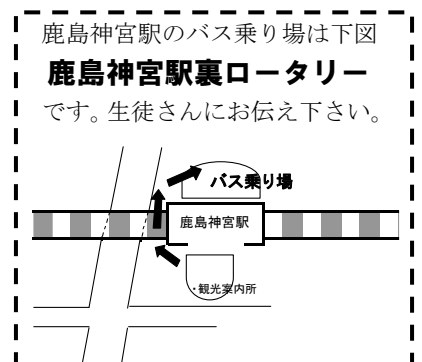 鹿島神宮駅のバス乗り場は下図
鹿島神宮駅裏ロータリー
です。生徒さんにお伝え下さい。
バス乗り場
鹿島神宮駅
・観光案内所